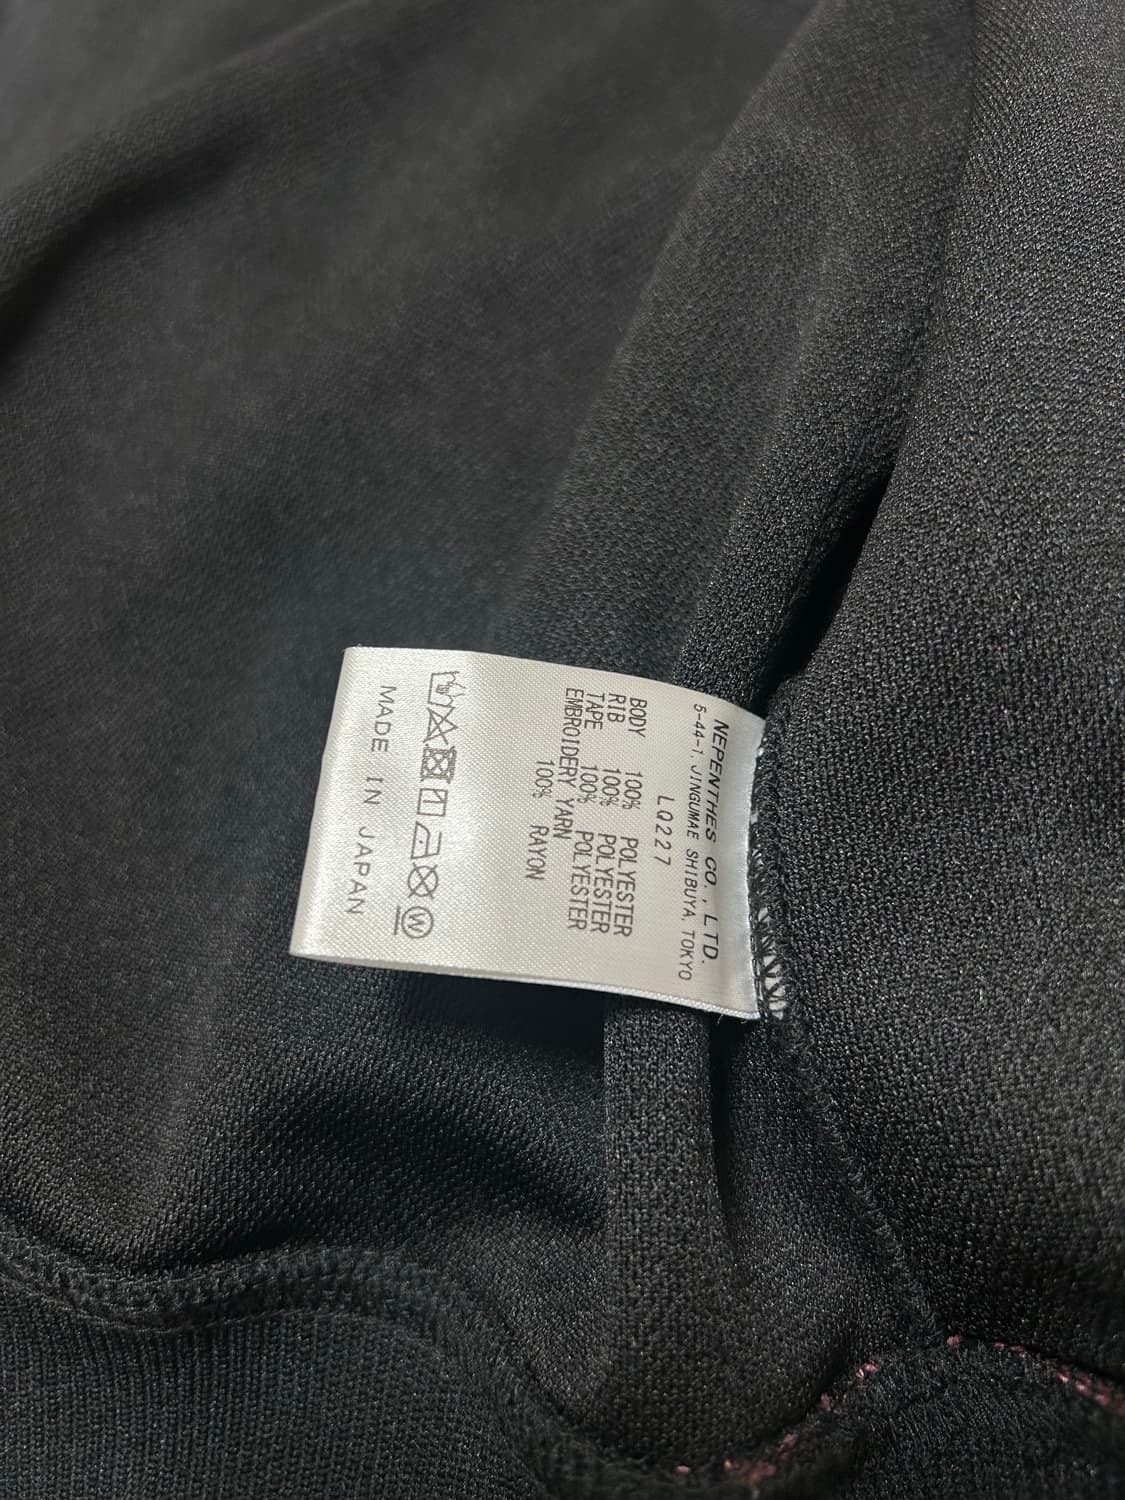 NEPENTHES CO., LTD.
5-44-1, JINGUMAE SHIBUYA, TOKYO
LQ227
BODY 100% POLYESTER
RIB 100% POLYESTER
TAPE 100% POLYESTER
EMBROIDERY YARN
100% RAYON
W
MADE IN JAPAN